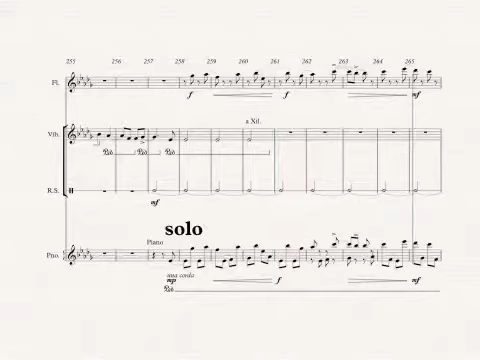 255 256 257 258 259 260 261 262 263 264 265
Fl.
f f mf
a Xil.
Vib.
Ped Ped Ped
R.S.
mf
solo
Piano
Pno.
una corda
mp f mf
Ped